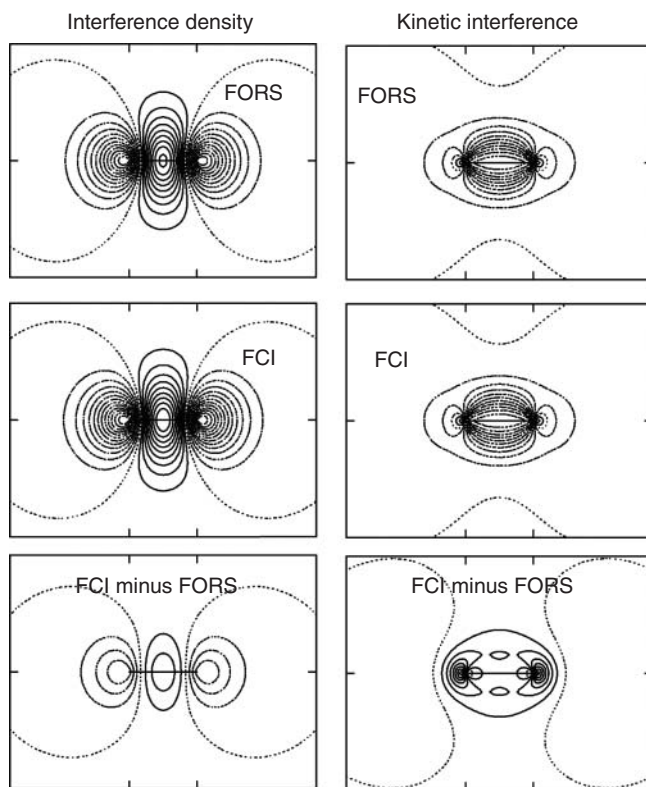 Interference density
Kinetic interference
FORS
FORS
FCI
FCI
FCI minus FORS
FCI minus FORS